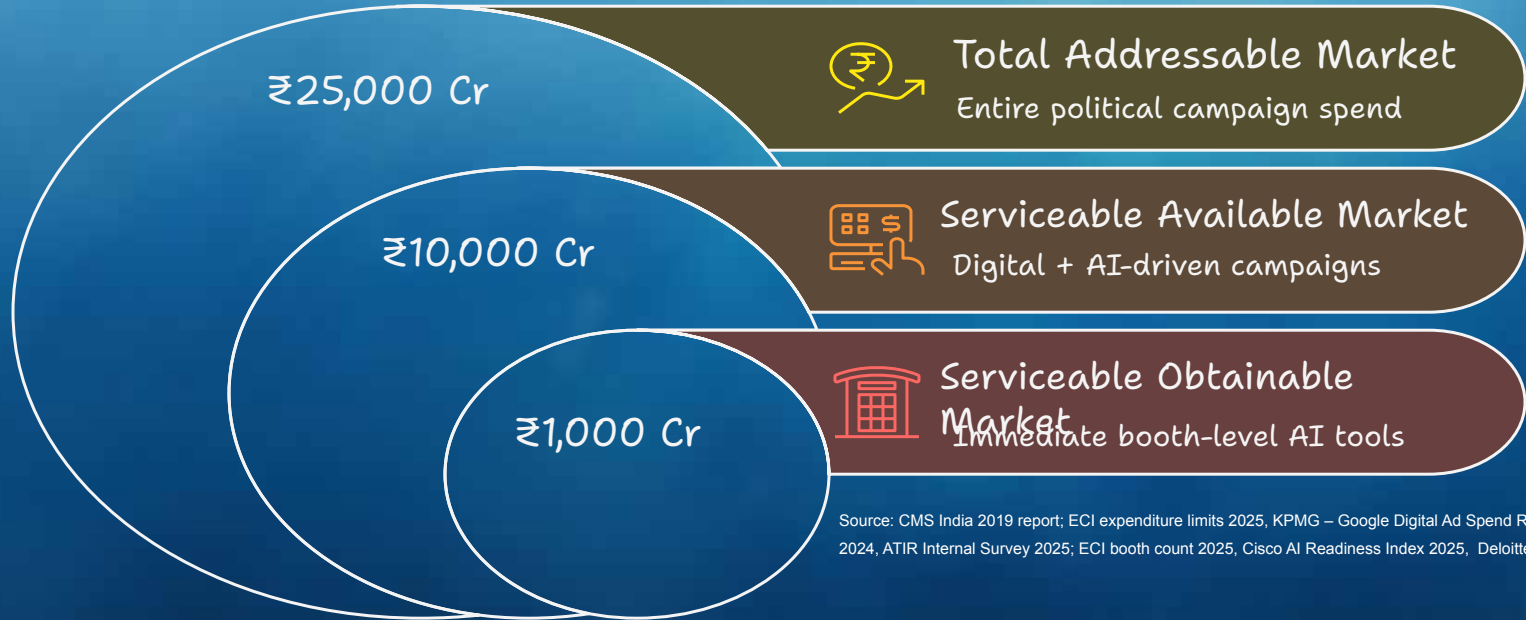 ₹25,000 Cr
Total Addressable Market
Entire political campaign spend
₹10,000 Cr
Serviceable Available Market
Digital + AI-driven campaigns
₹1,000 Cr
Serviceable Obtainable
Market
Immediate booth-level AI tools
Source: CMS India 2019 report; ECI expenditure limits 2025, KPMG – Google Digital Ad Spend R
2024, ATIR Internal Survey 2025; ECI booth count 2025, Cisco AI Readiness Index 2025, Deloitte